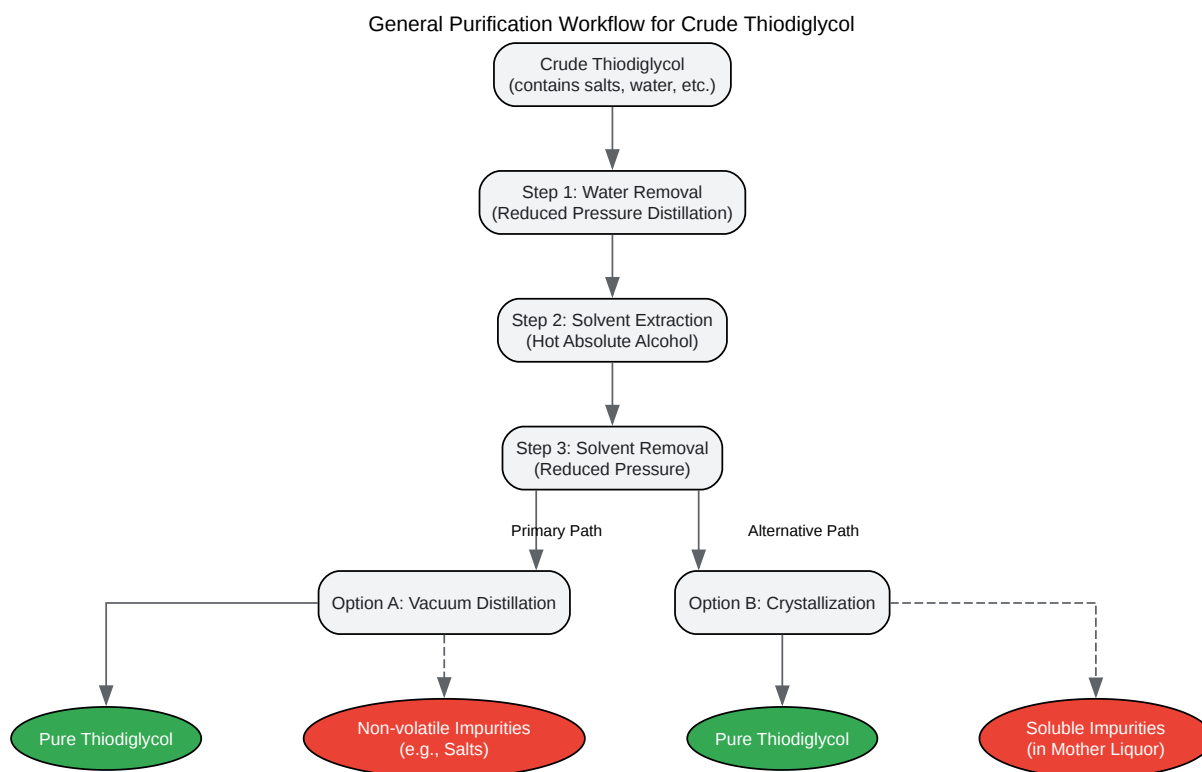 General Purification Workflow for Crude Thiodiglycol
Crude Thiodiglycol
(contains salts, water, etc.)
Step 1: Water Removal
(Reduced Pressure Distillation)
Step 2: Solvent Extraction
(Hot Absolute Alcohol)
Step 3: Solvent Removal
(Reduced Pressure)
Primary Path
Alternative Path
Option A: Vacuum Distillation
Option B: Crystallization
Pure Thiodiglycol
Non-volatile Impurities
(e.g., Salts)
Pure Thiodiglycol
Soluble Impurities
(in Mother Liquor)